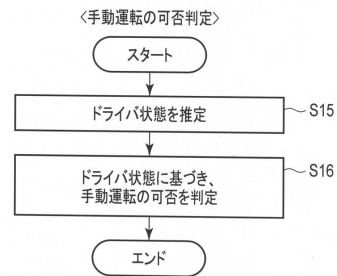 〈手動運転の可否判定〉
スタート
ドライバ状態を推定
S15
ドライバ状態に基づき、
手動運転の可否を判定
S16
エンド